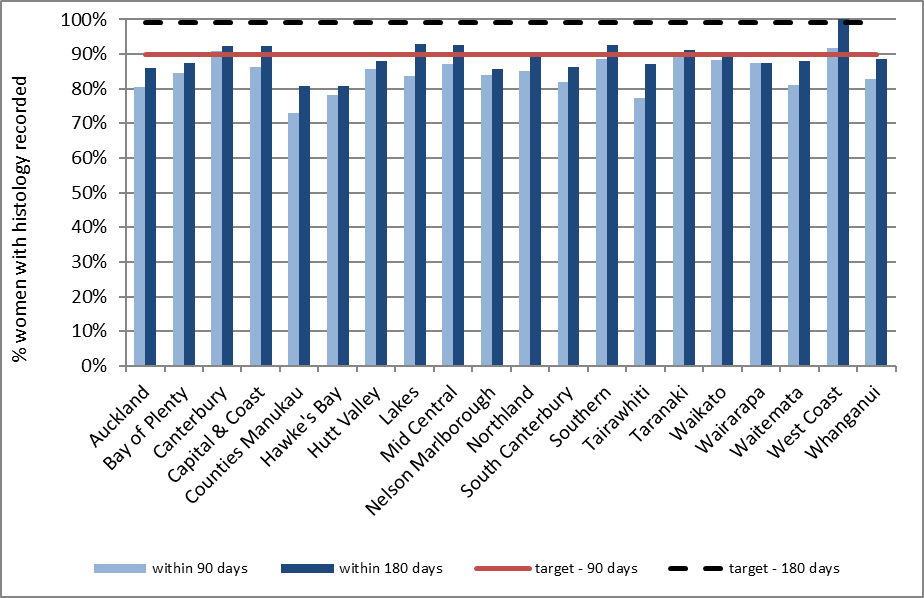 % women with histology recorded
100%
90%
80%
70%
60%
50%
40%
30%
20%
10%
0%
Auckland
Bay of Plenty
Canterbury
Capital & Coast
Counties Manukau
Hawke's Bay
Hutt Valley
Lakes
Mid Central
Nelson Marlborough
Northland
South Canterbury
Southern
Tairawhiti
Taranaki
Waikato
Wairarapa
Waitemata
West Coast
Whanganui
within 90 days
within 180 days
target - 90 days
target - 180 days